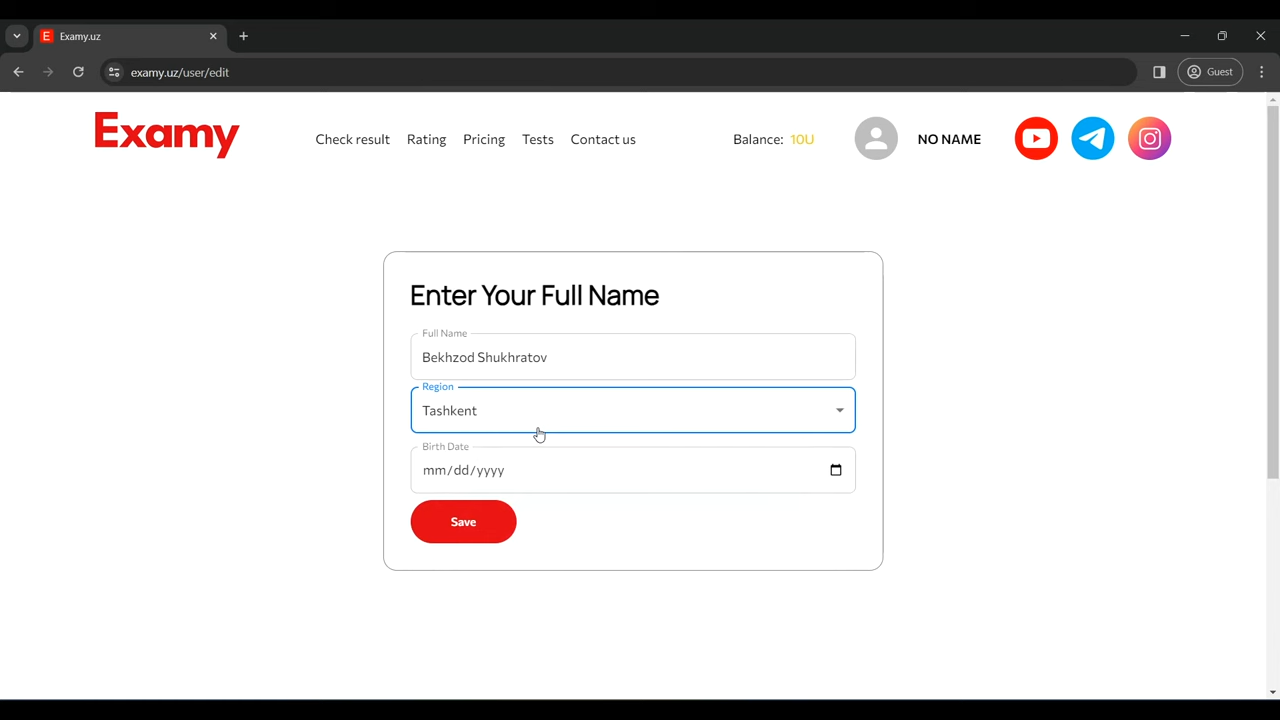 Examy.uz
examy.uz/user/edit
Guest
Examy
Check result Rating Pricing Tests Contact us
Balance: 10U
NO NAME
Enter Your Full Name
Full Name
Bekhzod Shukhratov
Region
Tashkent
Birth Date
mm/dd/yyyy
Save